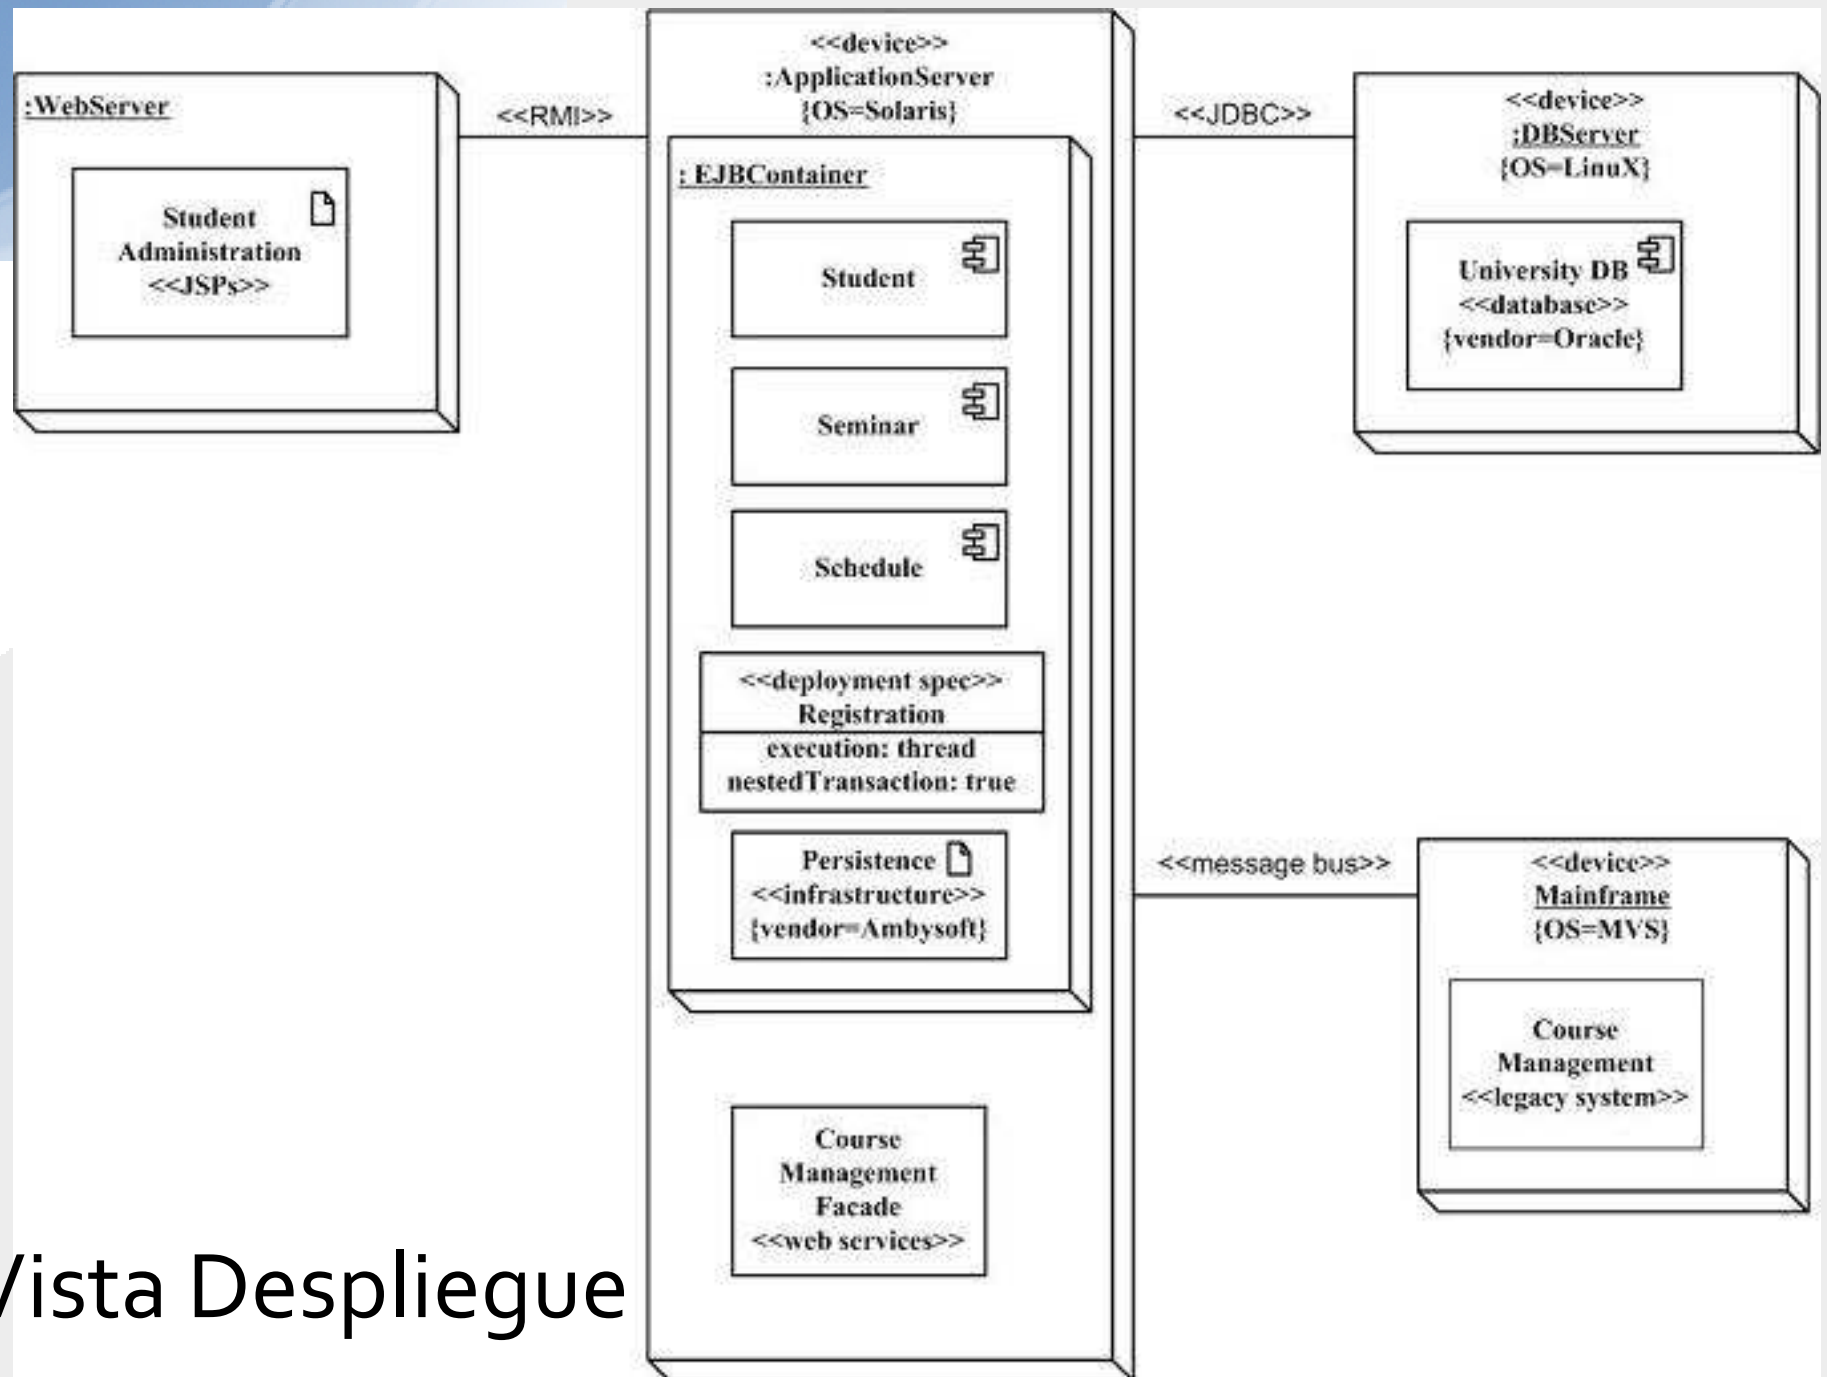 :WebServer
Student
Administration
<<JSPs>>
<<RMI>>
<<device>>
:ApplicationServer
{OS=Solaris}
: EJBContainer
Student
Seminar
Schedule
<<deployment spec>>
Registration
execution: thread
nestedTransaction: true
Persistence
<<infrastructure>>
{vendor=Ambysoft}
Course
Management
Facade
<<web services>>
<<JDBC>>
<<device>>
:DBServer
{OS=LinuX}
University DB
<<database>>
{vendor=Oracle}
<<message bus>>
<<device>>
Mainframe
{OS=MVS}
Course
Management
<<legacy system>>
Vista Despliegue